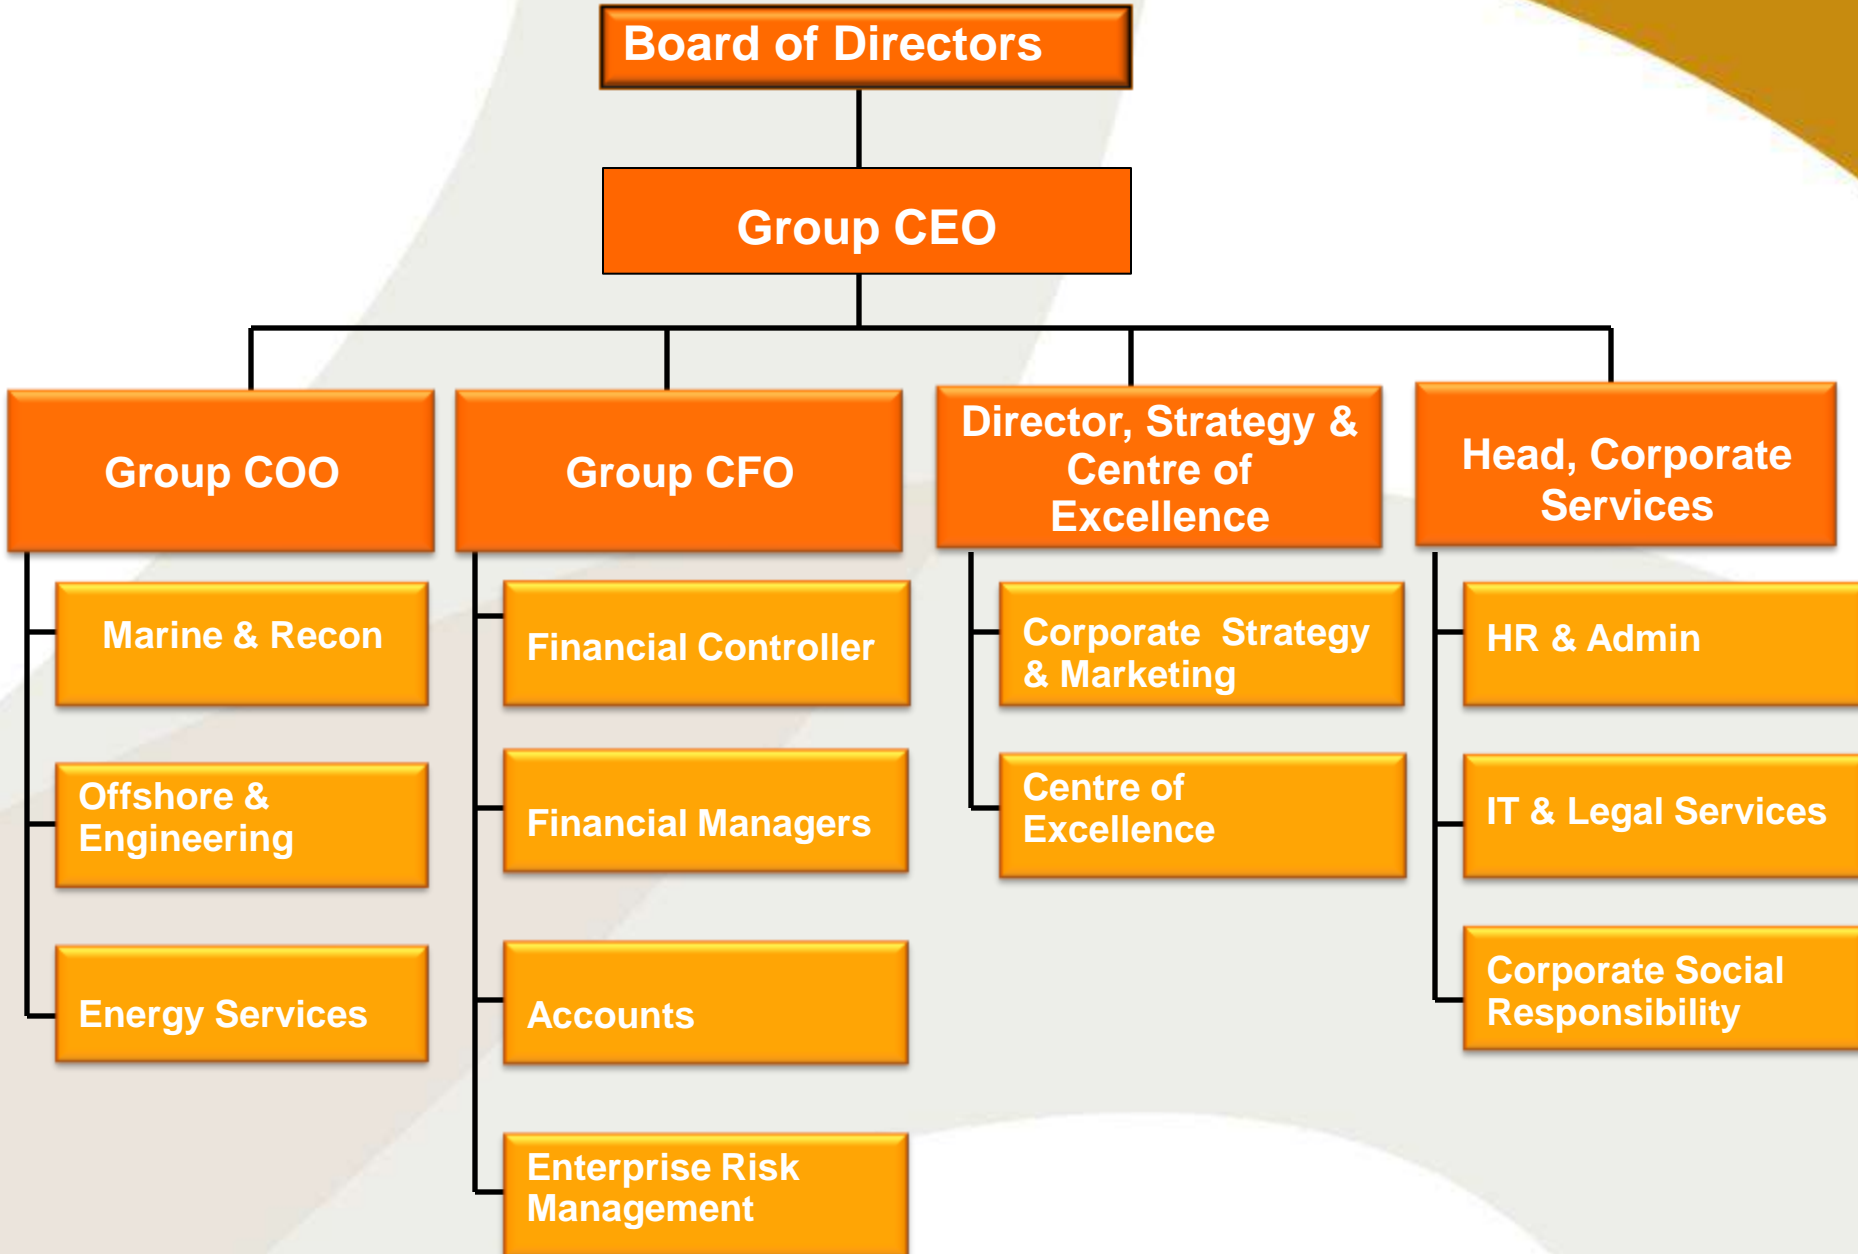 Board of Directors
Group CEO
Group COO
Group CFO
Director, Strategy &
Centre of
Excellence
Head, Corporate
Services
Marine & Recon
Offshore &
Engineering
Energy Services
Financial Controller
Financial Managers
Accounts
Enterprise Risk
Management
Corporate Strategy
& Marketing
Centre of
Excellence
HR & Admin
IT & Legal Services
Corporate Social
Responsibility